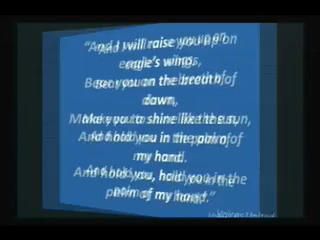 “And I will raise you up on
eagle’s wings,
Bear you on the breath of
dawn,
Make you to shine like the sun,
And hold you in the palm of
my hand.
And hold you, hold you in the
palm of my hand.”
Voices United